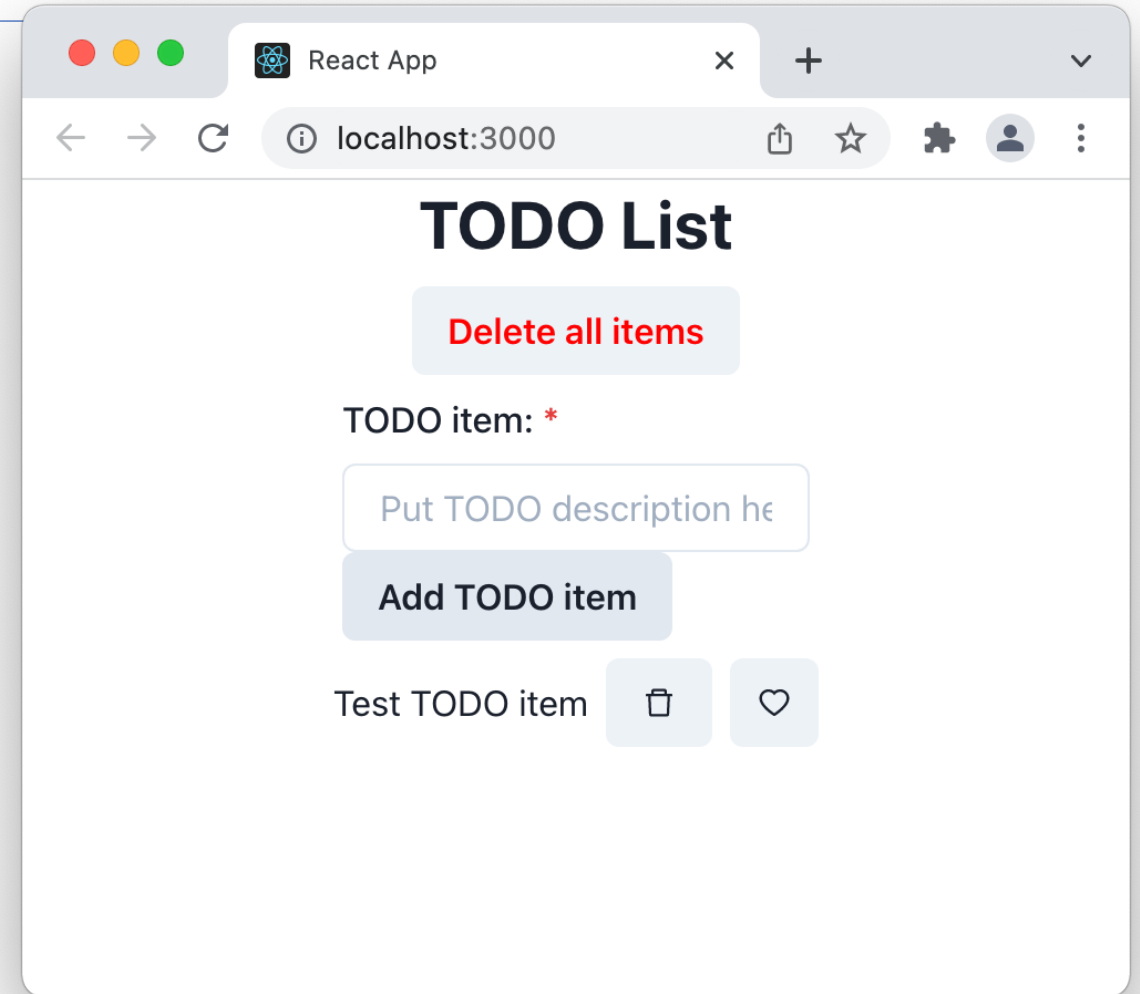 React App
localhost:3000
TODO List
Delete all items
TODO item: *
Put TODO description he
Add TODO item
Test TODO item